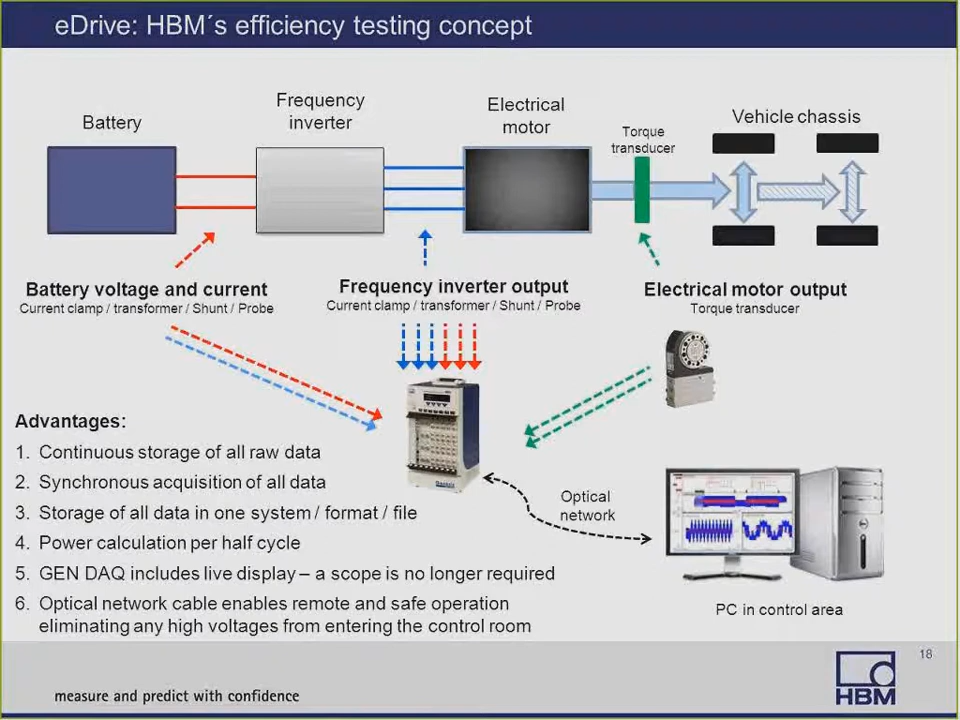 eDrive: HBM´s efficiency testing concept
Battery
Frequency
inverter
Electrical
motor
Torque
transducer
Vehicle chassis
Battery voltage and current
Current clamp / transformer / Shunt / Probe
Frequency inverter output
Current clamp / transformer / Shunt / Probe
Electrical motor output
Torque transducer
Advantages:
1. Continuous storage of all raw data
2. Synchronous acquisition of all data
3. Storage of all data in one system / format / file
4. Power calculation per half cycle
5. GEN DAQ includes live display – a scope is no longer required
6. Optical network cable enables remote and safe operation
eliminating any high voltages from entering the control room
Optical
network
PC in control area
18
measure and predict with confidence
HBM